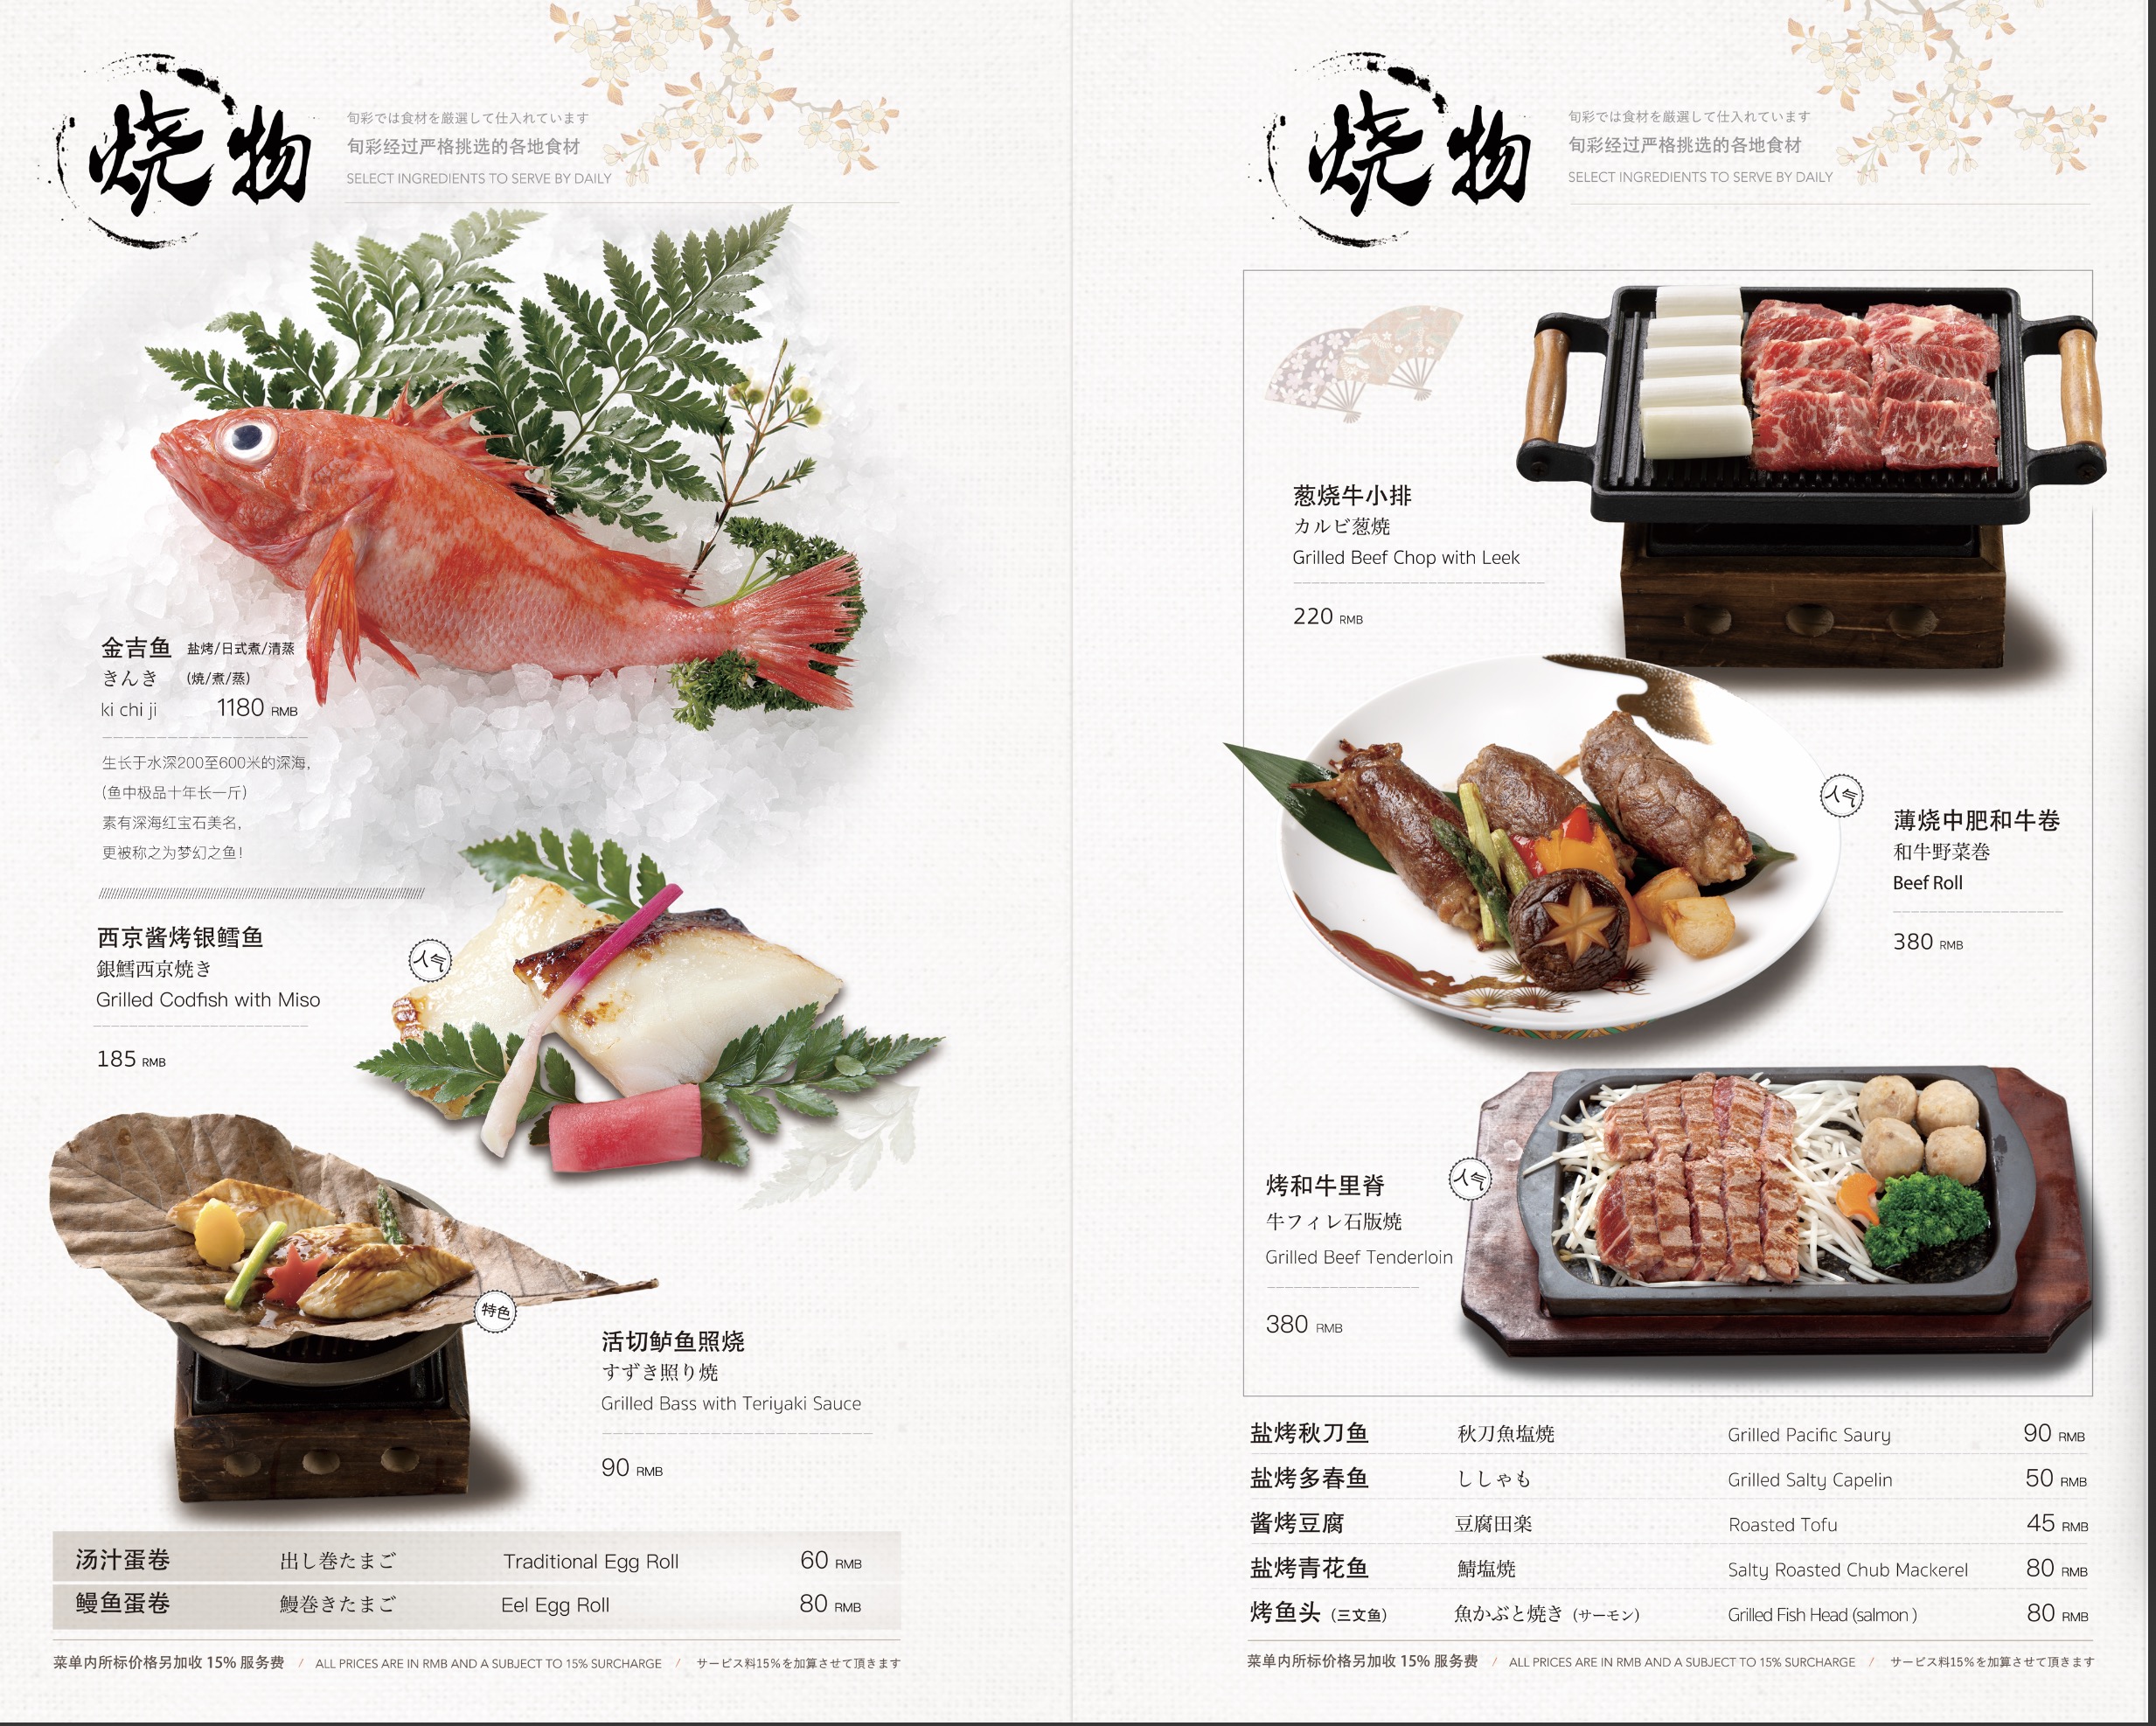 烧物
旬彩では食材を厳選して仕入れています
旬彩经过严格挑选的各地食材
SELECT INGREDIENTS TO SERVE BY DAILY
金吉鱼 盐烤/日式煮/清蒸
きんき (焼/煮/蒸)
ki chi ji 1180 RMB
生长于水深200至600米的深海,
(鱼中极品十年长一斤)
素有深海红宝石美名,
更被称之为梦幻之鱼!
西京酱烤银鳕鱼
銀鱈西京焼き
Grilled Codfish with Miso
185 RMB
人气
特色
活切鲈鱼照烧
すずき照り焼
Grilled Bass with Teriyaki Sauce
90 RMB
汤汁蛋卷 出し巻たまご Traditional Egg Roll 60 RMB
鳗鱼蛋卷 鰻巻きたまご Eel Egg Roll 80 RMB
菜单内所标价格另加收 15% 服务费 / ALL PRICES ARE IN RMB AND A SUBJECT TO 15% SURCHARGE / サービス料15%を加算させて頂きます
烧物
旬彩では食材を厳選して仕入れています
旬彩经过严格挑选的各地食材
SELECT INGREDIENTS TO SERVE BY DAILY
葱烧牛小排
カルビ葱焼
Grilled Beef Chop with Leek
220 RMB
人气
薄烧中肥和牛卷
和牛野菜巻
Beef Roll
380 RMB
人气
烤和牛里脊
牛フィレ石版焼
Grilled Beef Tenderloin
380 RMB
盐烤秋刀鱼 秋刀魚塩焼 Grilled Pacific Saury 90 RMB
盐烤多春鱼 ししゃも Grilled Salty Capelin 50 RMB
酱烤豆腐 豆腐田楽 Roasted Tofu 45 RMB
盐烤青花鱼 鯖塩焼 Salty Roasted Chub Mackerel 80 RMB
烤鱼头 (三文鱼) 魚かぶと焼き (サーモン) Grilled Fish Head (salmon ) 80 RMB
菜单内所标价格另加收 15% 服务费 / ALL PRICES ARE IN RMB AND A SUBJECT TO 15% SURCHARGE / サービス料15%を加算させて頂きます